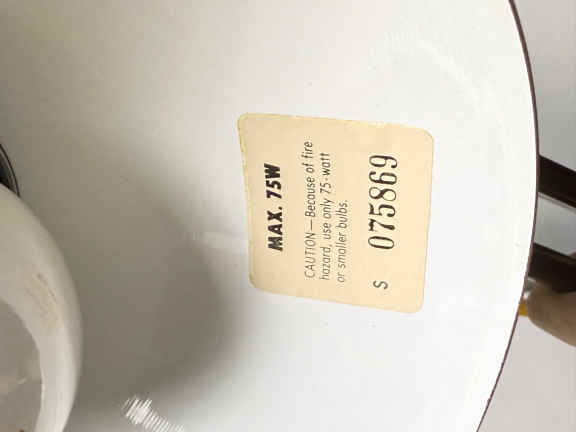 MAX. 75W
CAUTION—Because of fire
hazard, use only 75-watt
or smaller bulbs.
S 075869